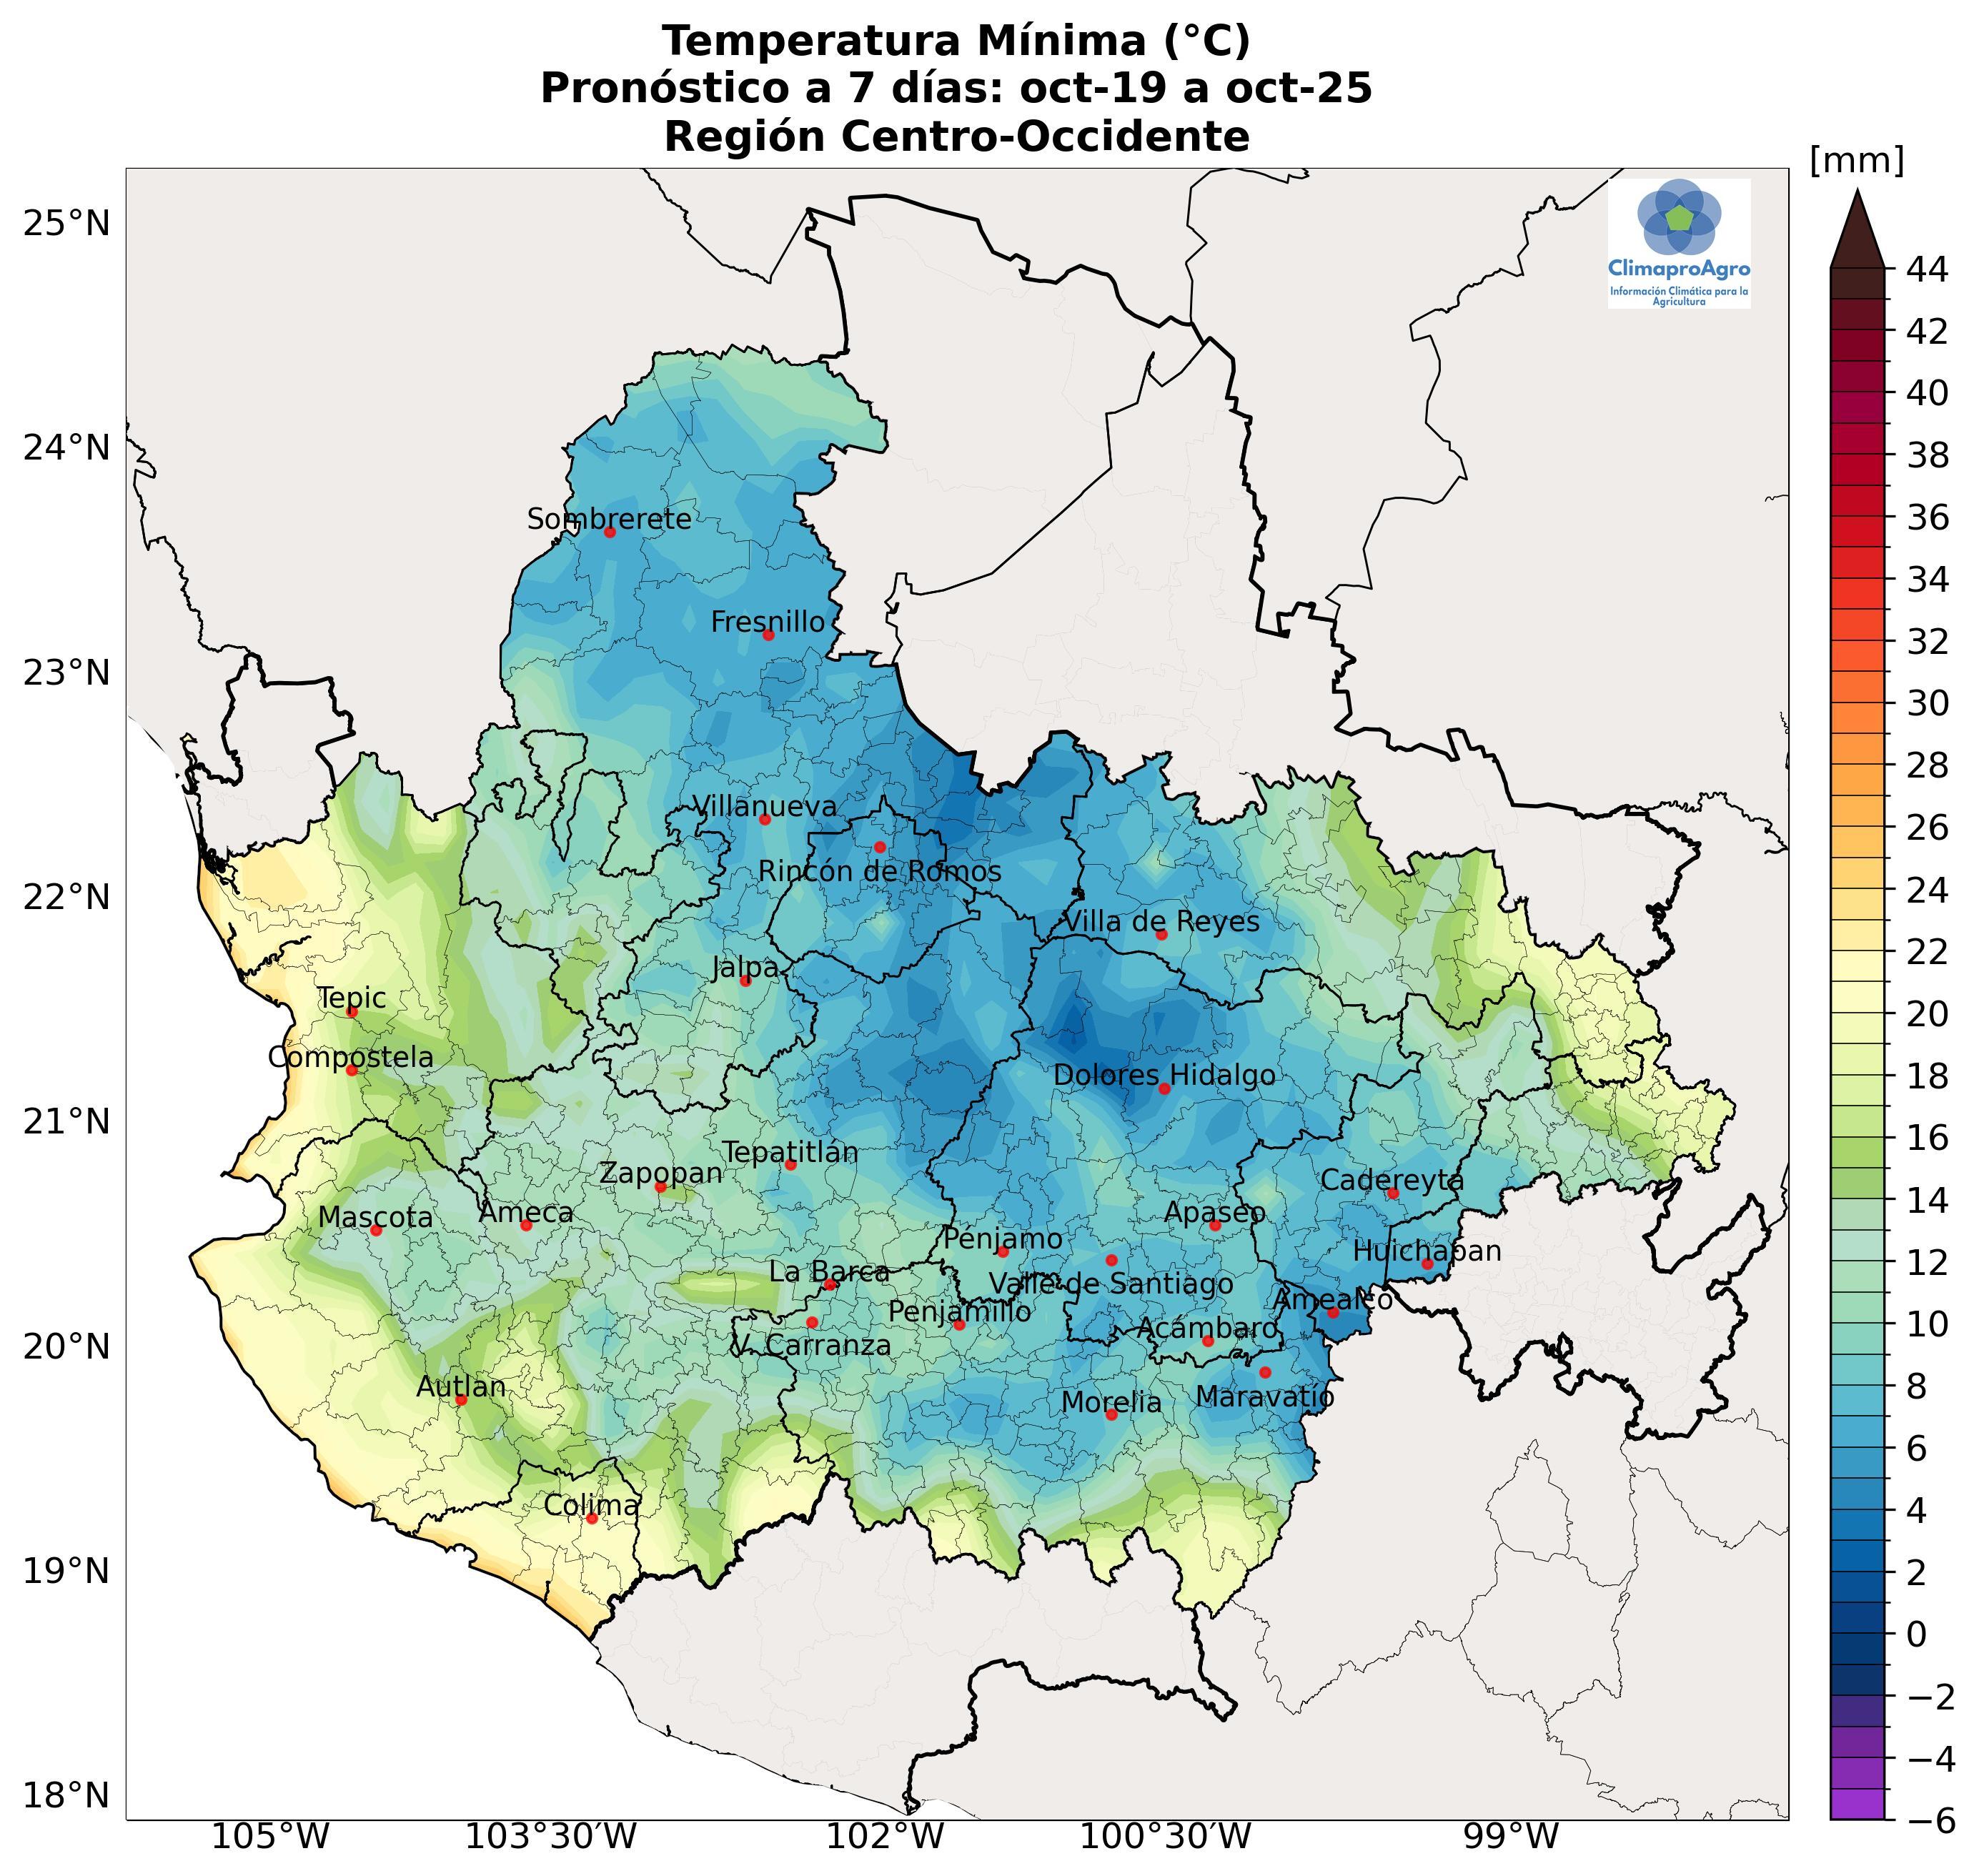 Temperatura Mínima (°C)
Pronóstico a 7 días: oct-19 a oct-25
Región Centro-Occidente
[mm]
ClimaproAgro
Información Climática para la
Agricultura
25°N
24°N
23°N
22°N
21°N
20°N
19°N
18°N
Sombrerete
Fresnillo
Villanueva
Rincón de Romos
Villa de Reyes
Jalpa
Tepic
Compostela
Dolores Hidalgo
Tepatitlán
Zapopan
Cadereyta
Mascota
Ameca
Apaseo
Penjamo
Huichapan
La Barca
Valle de Santiago
Amealco
Penjamillo
Acámbaro
V. Carranza
Autlan
Morelia
Maravatio
Colima
105°W
103°30′W
102°W
100°30′W
99°W
44
42
40
38
36
34
32
30
28
26
24
22
20
18
16
14
12
10
8
6
4
2
0
−2
−4
−6